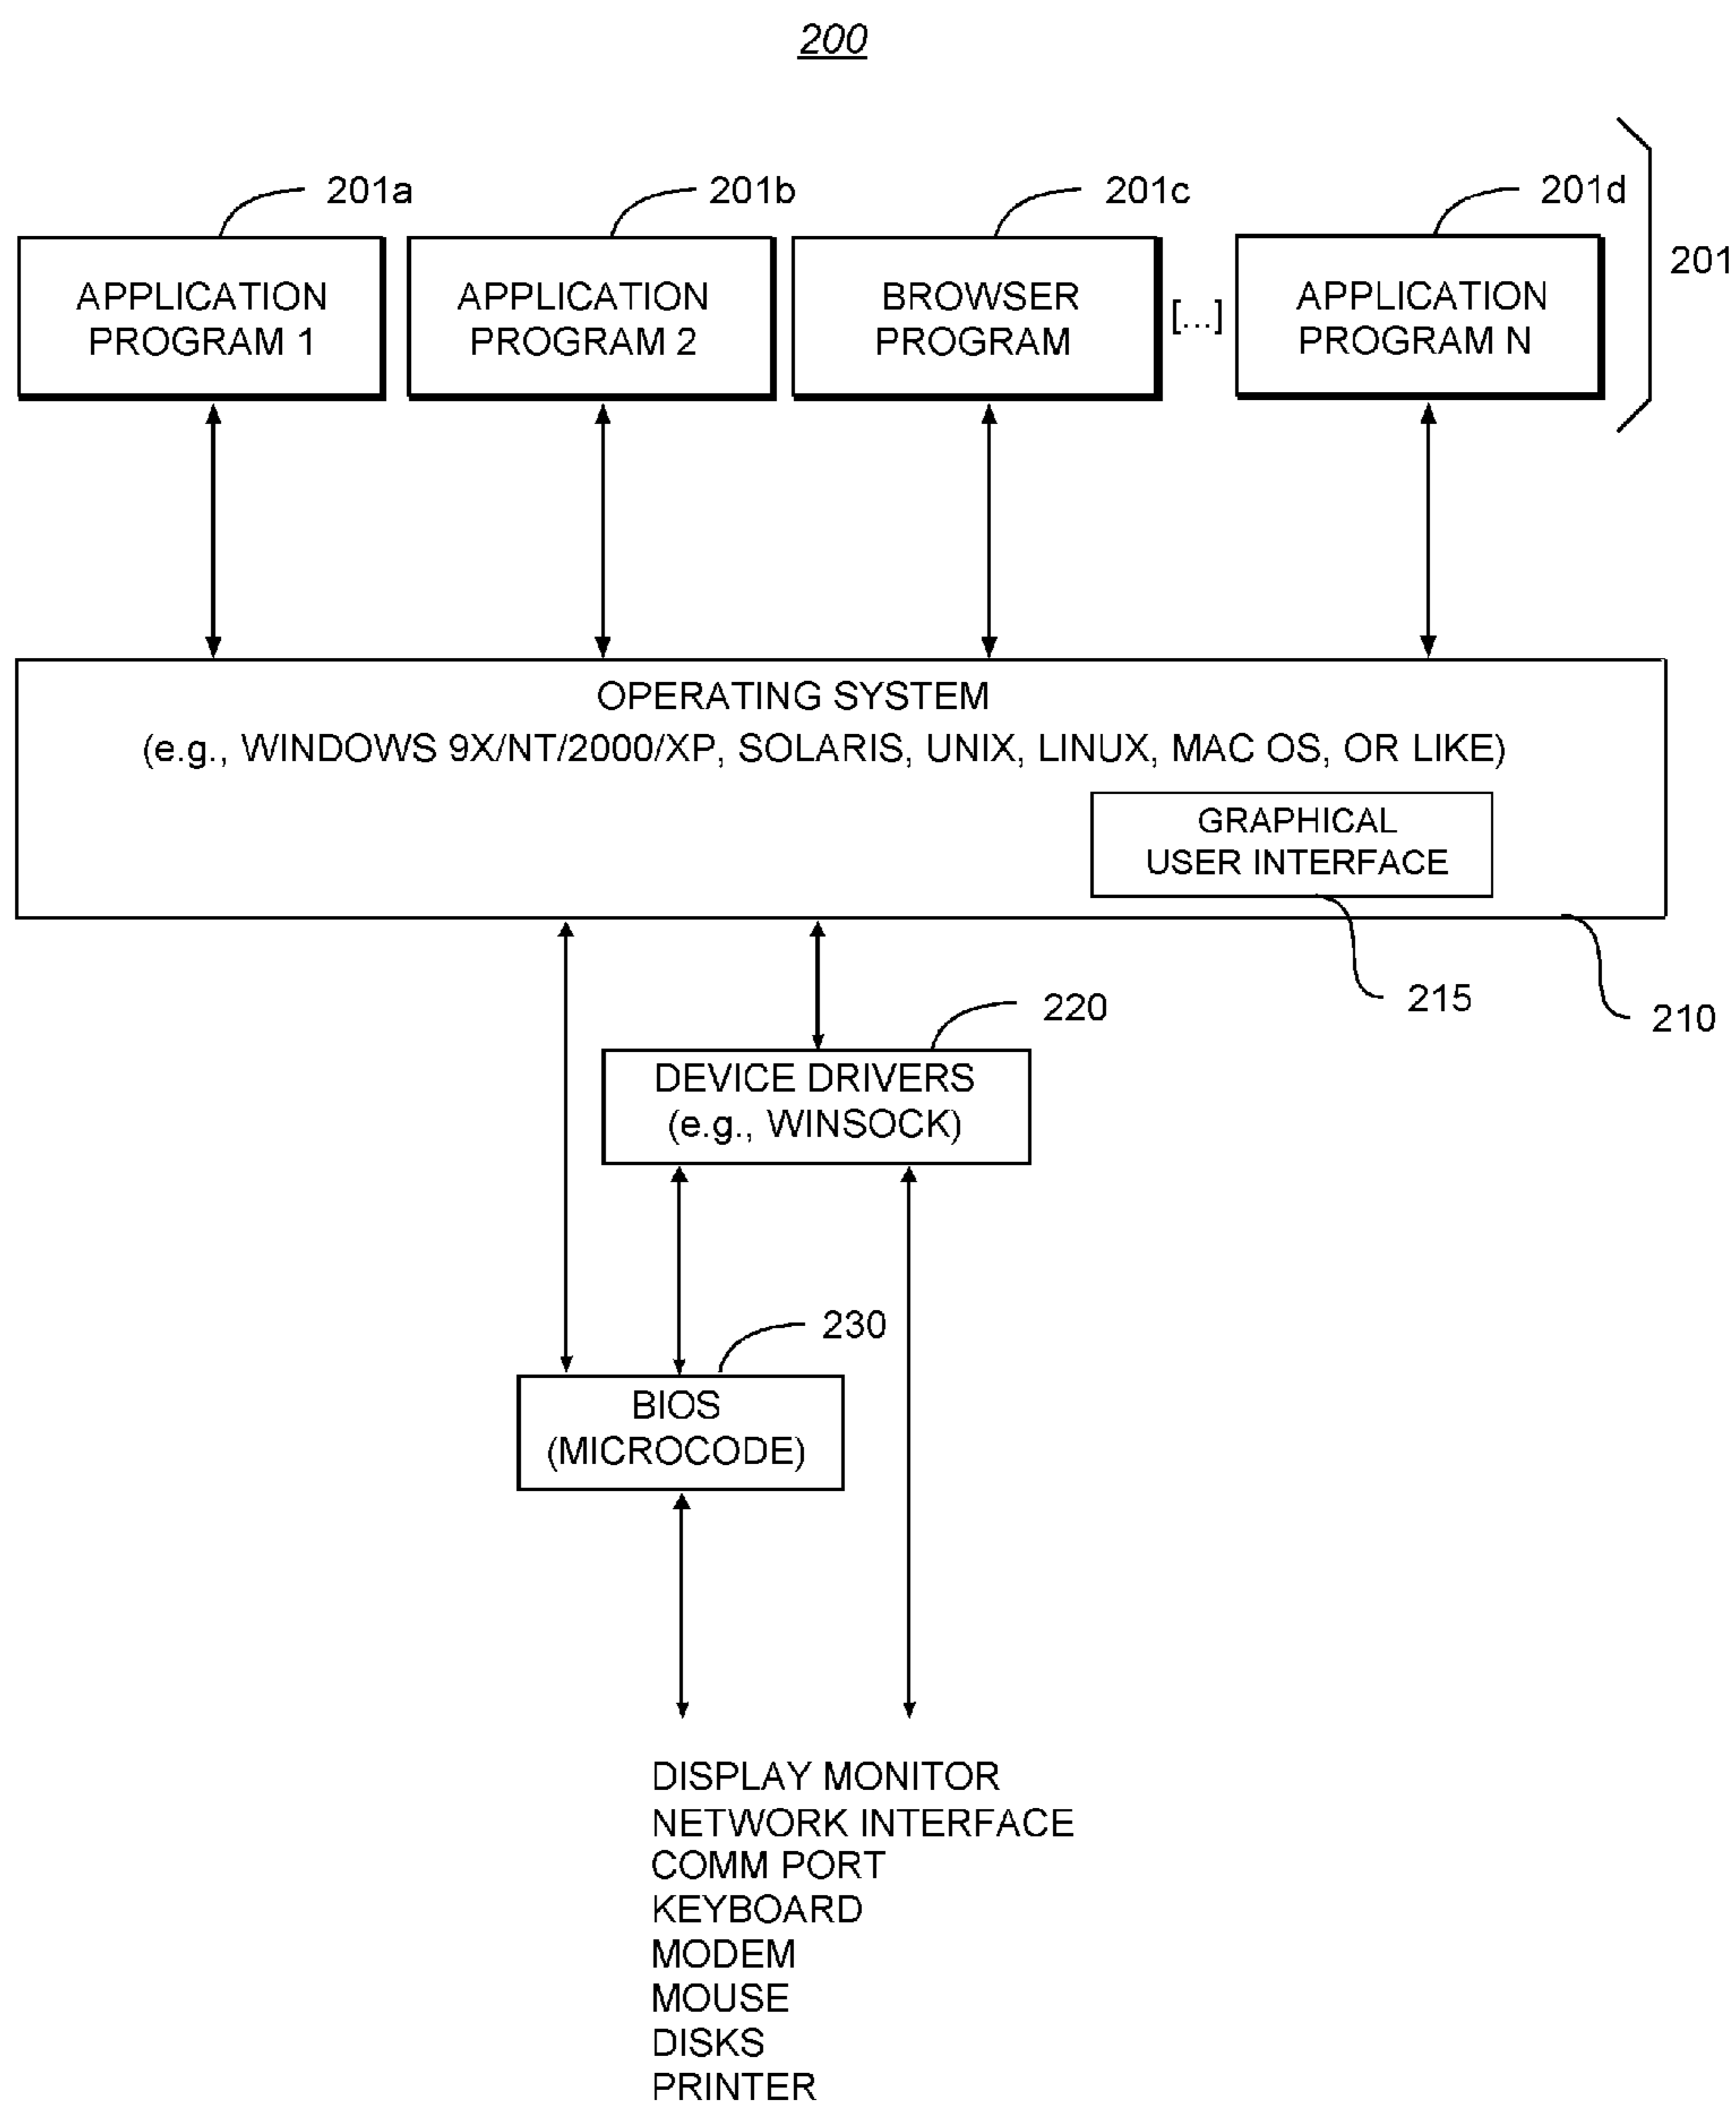 200
201a
201b
201c
201d
201
APPLICATION
PROGRAM 1
APPLICATION
PROGRAM 2
BROWSER
PROGRAM
[...]
APPLICATION
PROGRAM N
OPERATING SYSTEM
(e.g., WINDOWS 9X/NT/2000/XP, SOLARIS, UNIX, LINUX, MAC OS, OR LIKE)
GRAPHICAL
USER INTERFACE
215
210
220
DEVICE DRIVERS
(e.g., WINSOCK)
230
BIOS
(MICROCODE)
DISPLAY MONITOR
NETWORK INTERFACE
COMM PORT
KEYBOARD
MODEM
MOUSE
DISKS
PRINTER